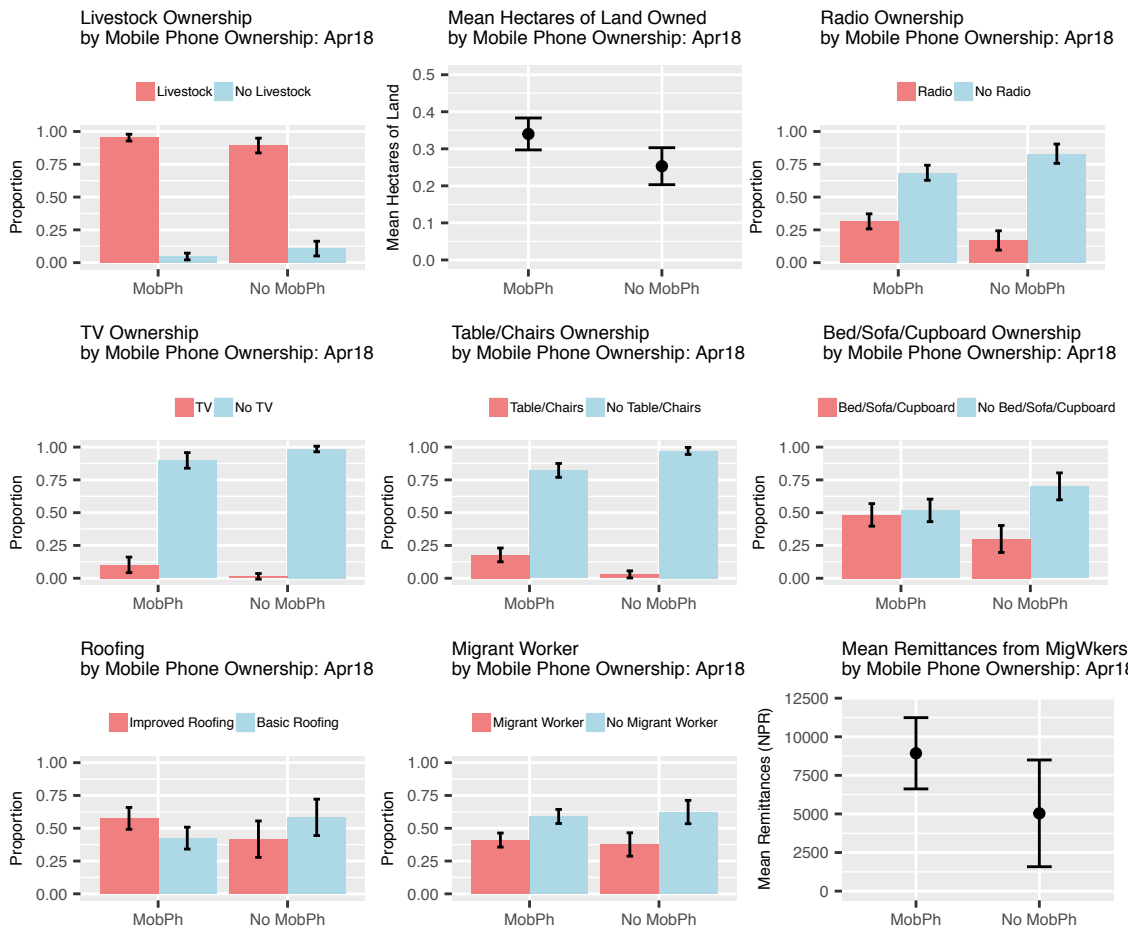 Livestock Ownership
by Mobile Phone Ownership: Apr18
Livestock No Livestock
Proportion
1.00
0.75
0.50
0.25
0.00
MobPh No MobPh
Mean Hectares of Land Owned
by Mobile Phone Ownership: Apr18
Mean Hectares of Land
0.5
0.4
0.3
0.2
0.1
0.0
MobPh No MobPh
Radio Ownership
by Mobile Phone Ownership: Apr18
Radio No Radio
Proportion
1.00
0.75
0.50
0.25
0.00
MobPh No MobPh
TV Ownership
by Mobile Phone Ownership: Apr18
TV No TV
Proportion
1.00
0.75
0.50
0.25
0.00
MobPh No MobPh
Table/Chairs Ownership
by Mobile Phone Ownership: Apr18
Table/Chairs No Table/Chairs
Proportion
1.00
0.75
0.50
0.25
0.00
MobPh No MobPh
Bed/Sofa/Cupboard Ownership
by Mobile Phone Ownership: Apr18
Bed/Sofa/Cupboard No Bed/Sofa/Cupboard
Proportion
1.00
0.75
0.50
0.25
0.00
MobPh No MobPh
Roofing
by Mobile Phone Ownership: Apr18
Improved Roofing Basic Roofing
Proportion
1.00
0.75
0.50
0.25
0.00
MobPh No MobPh
Migrant Worker
by Mobile Phone Ownership: Apr18
Migrant Worker No Migrant Worker
Proportion
1.00
0.75
0.50
0.25
0.00
MobPh No MobPh
Mean Remittances from MigWkers
by Mobile Phone Ownership: Apr18
Mean Remittances (NPR)
12500
10000
7500
5000
2500
0
MobPh No MobPh